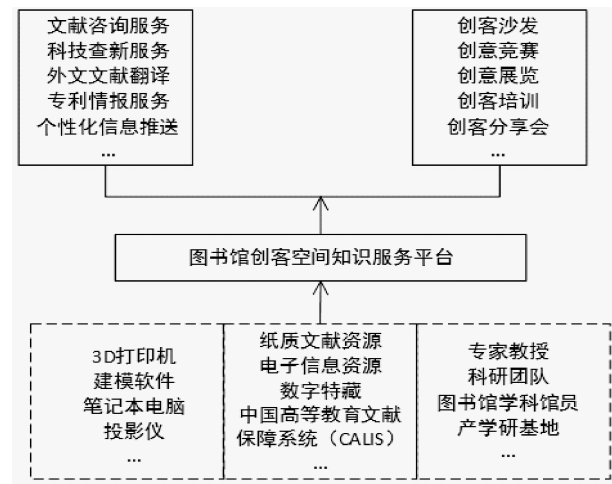 文献咨询服务
科技查新服务
外文文献翻译
专利情报服务
个性化信息推送
...
创客沙发
创意竞赛
创意展览
创客培训
创客分享会
...
图书馆创客空间知识服务平台
3D打印机
建模软件
笔记本电脑
投影仪
...
纸质文献资源
电子信息资源
数字特藏
中国高等教育文献
保障系统（CALIS）
...
专家教授
科研团队
图书馆学科馆员
产学研基地
...